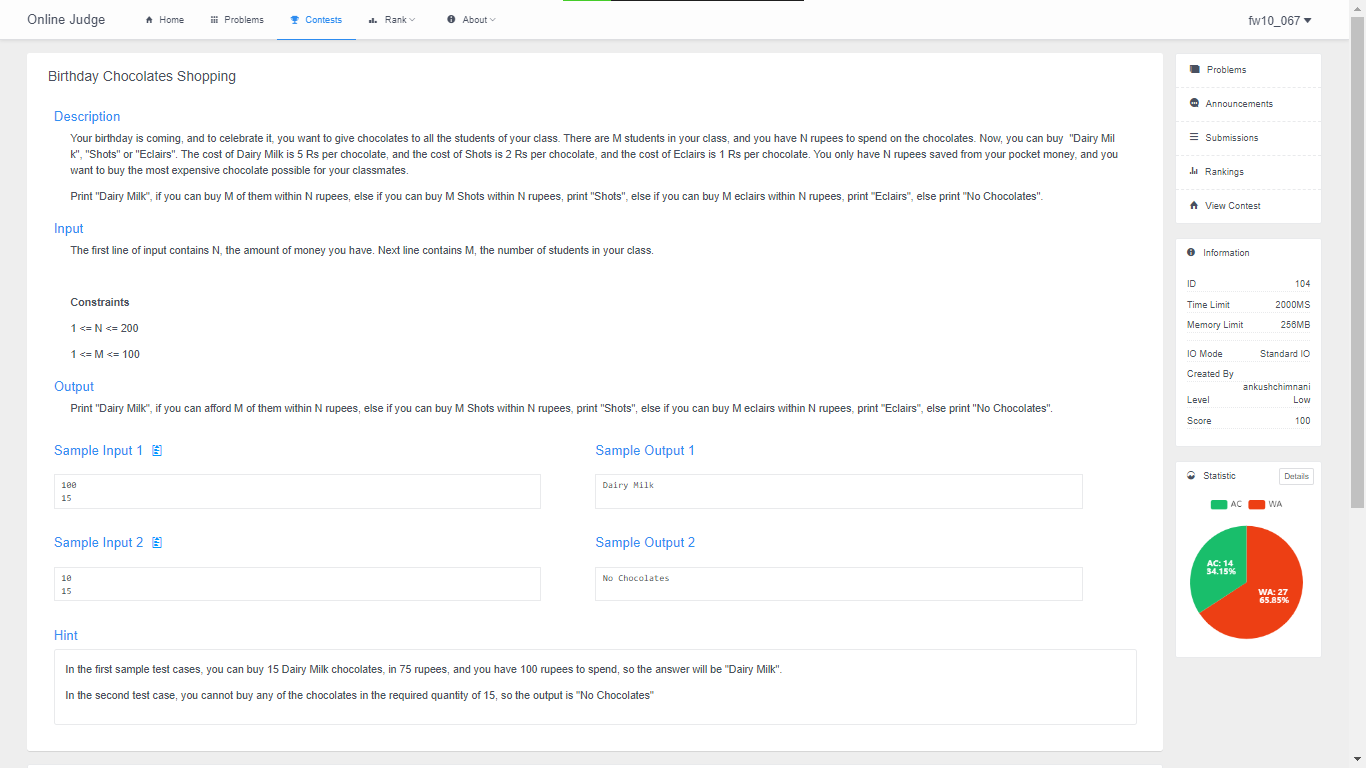 Online Judge Home Problems Contests Rank About fw10_067
Birthday Chocolates Shopping
Description
Your birthday is coming, and to celebrate it, you want to give chocolates to all the students of your class. There are M students in your class, and you have N rupees to spend on the chocolates. Now, you can buy "Dairy Mil
k", "Shots" or "Eclairs". The cost of Dairy Milk is 5 Rs per chocolate, and the cost of Shots is 2 Rs per chocolate, and the cost of Eclairs is 1 Rs per chocolate. You only have N rupees saved from your pocket money, and you
want to buy the most expensive chocolate possible for your classmates.
Print "Dairy Milk", if you can buy M of them within N rupees, else if you can buy M Shots within N rupees, print "Shots", else if you can buy M eclairs within N rupees, print "Eclairs", else print "No Chocolates".
Input
The first line of input contains N, the amount of money you have. Next line contains M, the number of students in your class.
Constraints
1 <= N <= 200
1 <= M <= 100
Output
Print "Dairy Milk", if you can afford M of them within N rupees, else if you can buy M Shots within N rupees, print "Shots", else if you can buy M eclairs within N rupees, print "Eclairs", else print "No Chocolates".
Sample Input 1 Sample Output 1
100 Dairy Milk
15
Sample Input 2 Sample Output 2
10 No Chocolates
15
Hint
In the first sample test cases, you can buy 15 Dairy Milk chocolates, in 75 rupees, and you have 100 rupees to spend, so the answer will be "Dairy Milk".
In the second test case, you cannot buy any of the chocolates in the required quantity of 15, so the output is "No Chocolates"
Problems
Announcements
Submissions
Rankings
View Contest
Information
ID 104
Time Limit 2000MS
Memory Limit 256MB
IO Mode Standard IO
Created By
ankushchimnani
Level Low
Score 100
Statistic Details
AC WA
AC: 14
34.15%
WA: 27
65.85%